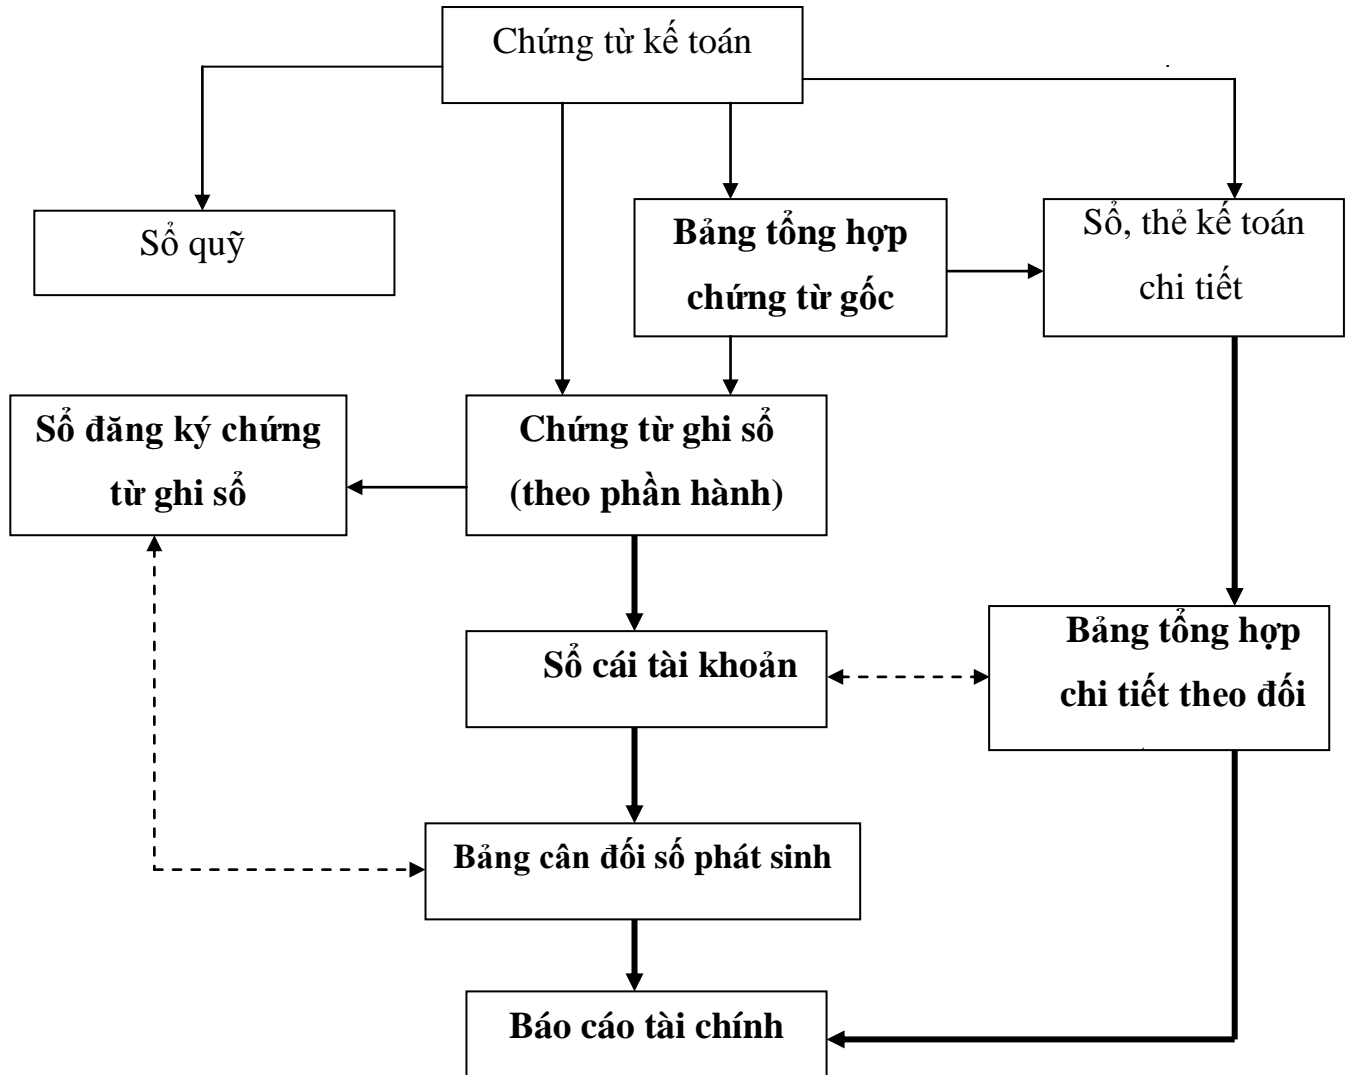 Chứng từ kế toán
Sổ quỹ
Bảng tổng hợp
chứng từ gốc
Sổ, thẻ kế toán
chi tiết
Sổ đăng ký chứng
từ ghi sổ
Chứng từ ghi sổ
(theo phần hành)
Sổ cái tài khoản
Bảng tổng hợp
chi tiết theo đối
Bảng cân đối số phát sinh
Báo cáo tài chính